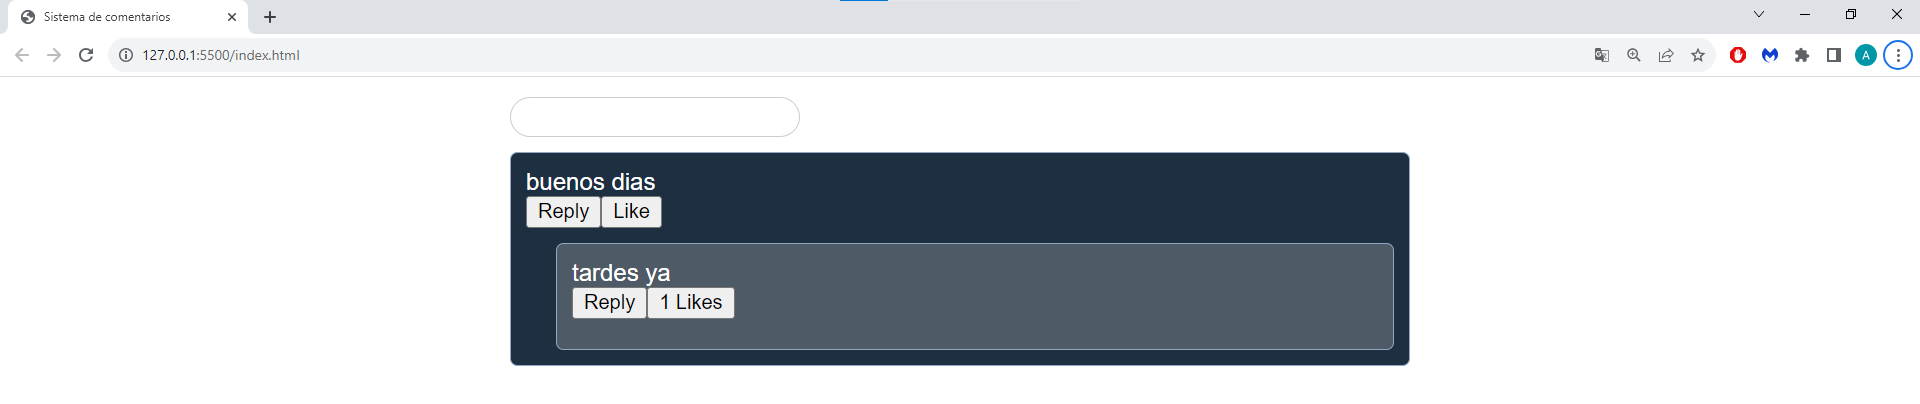 Sistema de comentarios
127.0.0.1:5500/index.html
A
buenos dias
Reply Like
tardes ya
Reply 1 Likes